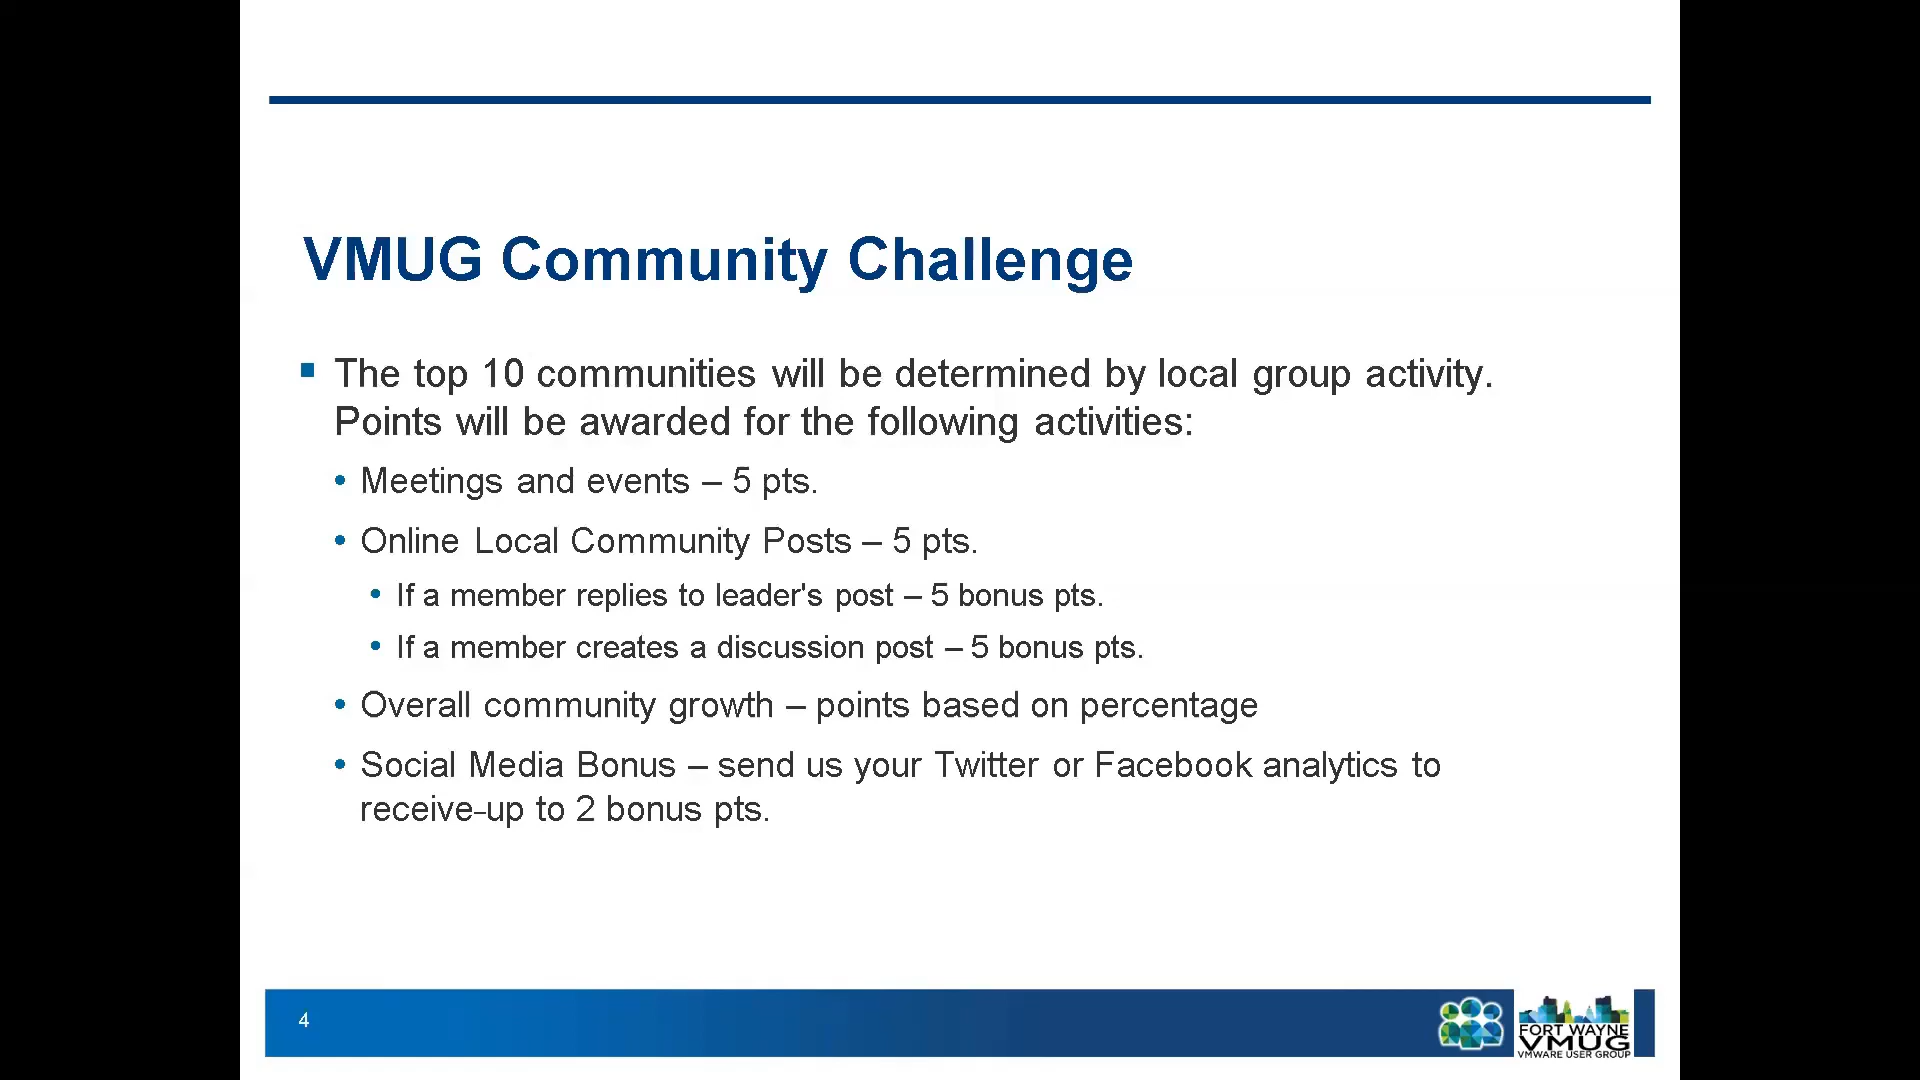 VMUG Community Challenge
▪ The top 10 communities will be determined by local group activity.
Points will be awarded for the following activities:
• Meetings and events – 5 pts.
• Online Local Community Posts – 5 pts.
• If a member replies to leader's post – 5 bonus pts.
• If a member creates a discussion post – 5 bonus pts.
• Overall community growth – points based on percentage
• Social Media Bonus – send us your Twitter or Facebook analytics to
receive-up to 2 bonus pts.
4
FORT WAYNE
VMUG
VMWARE USER GROUP